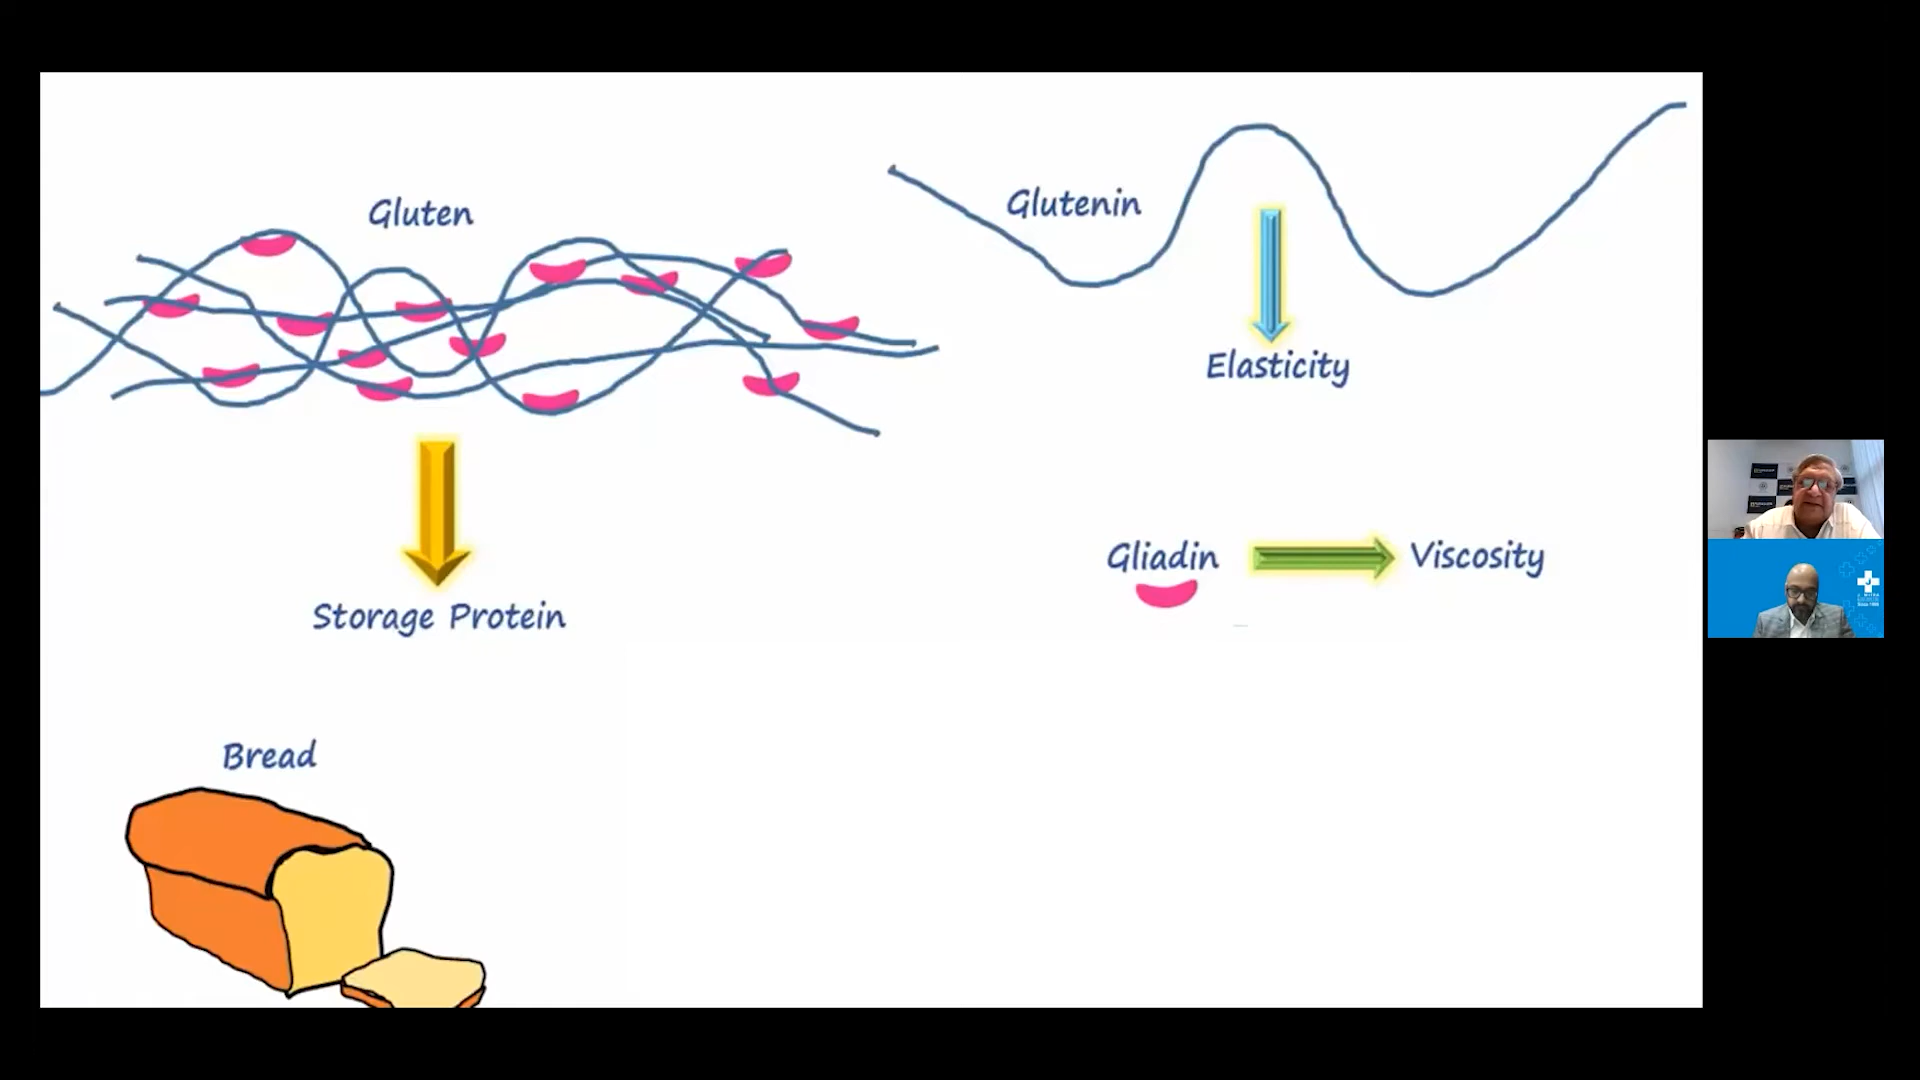 Gluten
Glutenin
Elasticity
Storage Protein
Gliadin
Viscosity
Bread